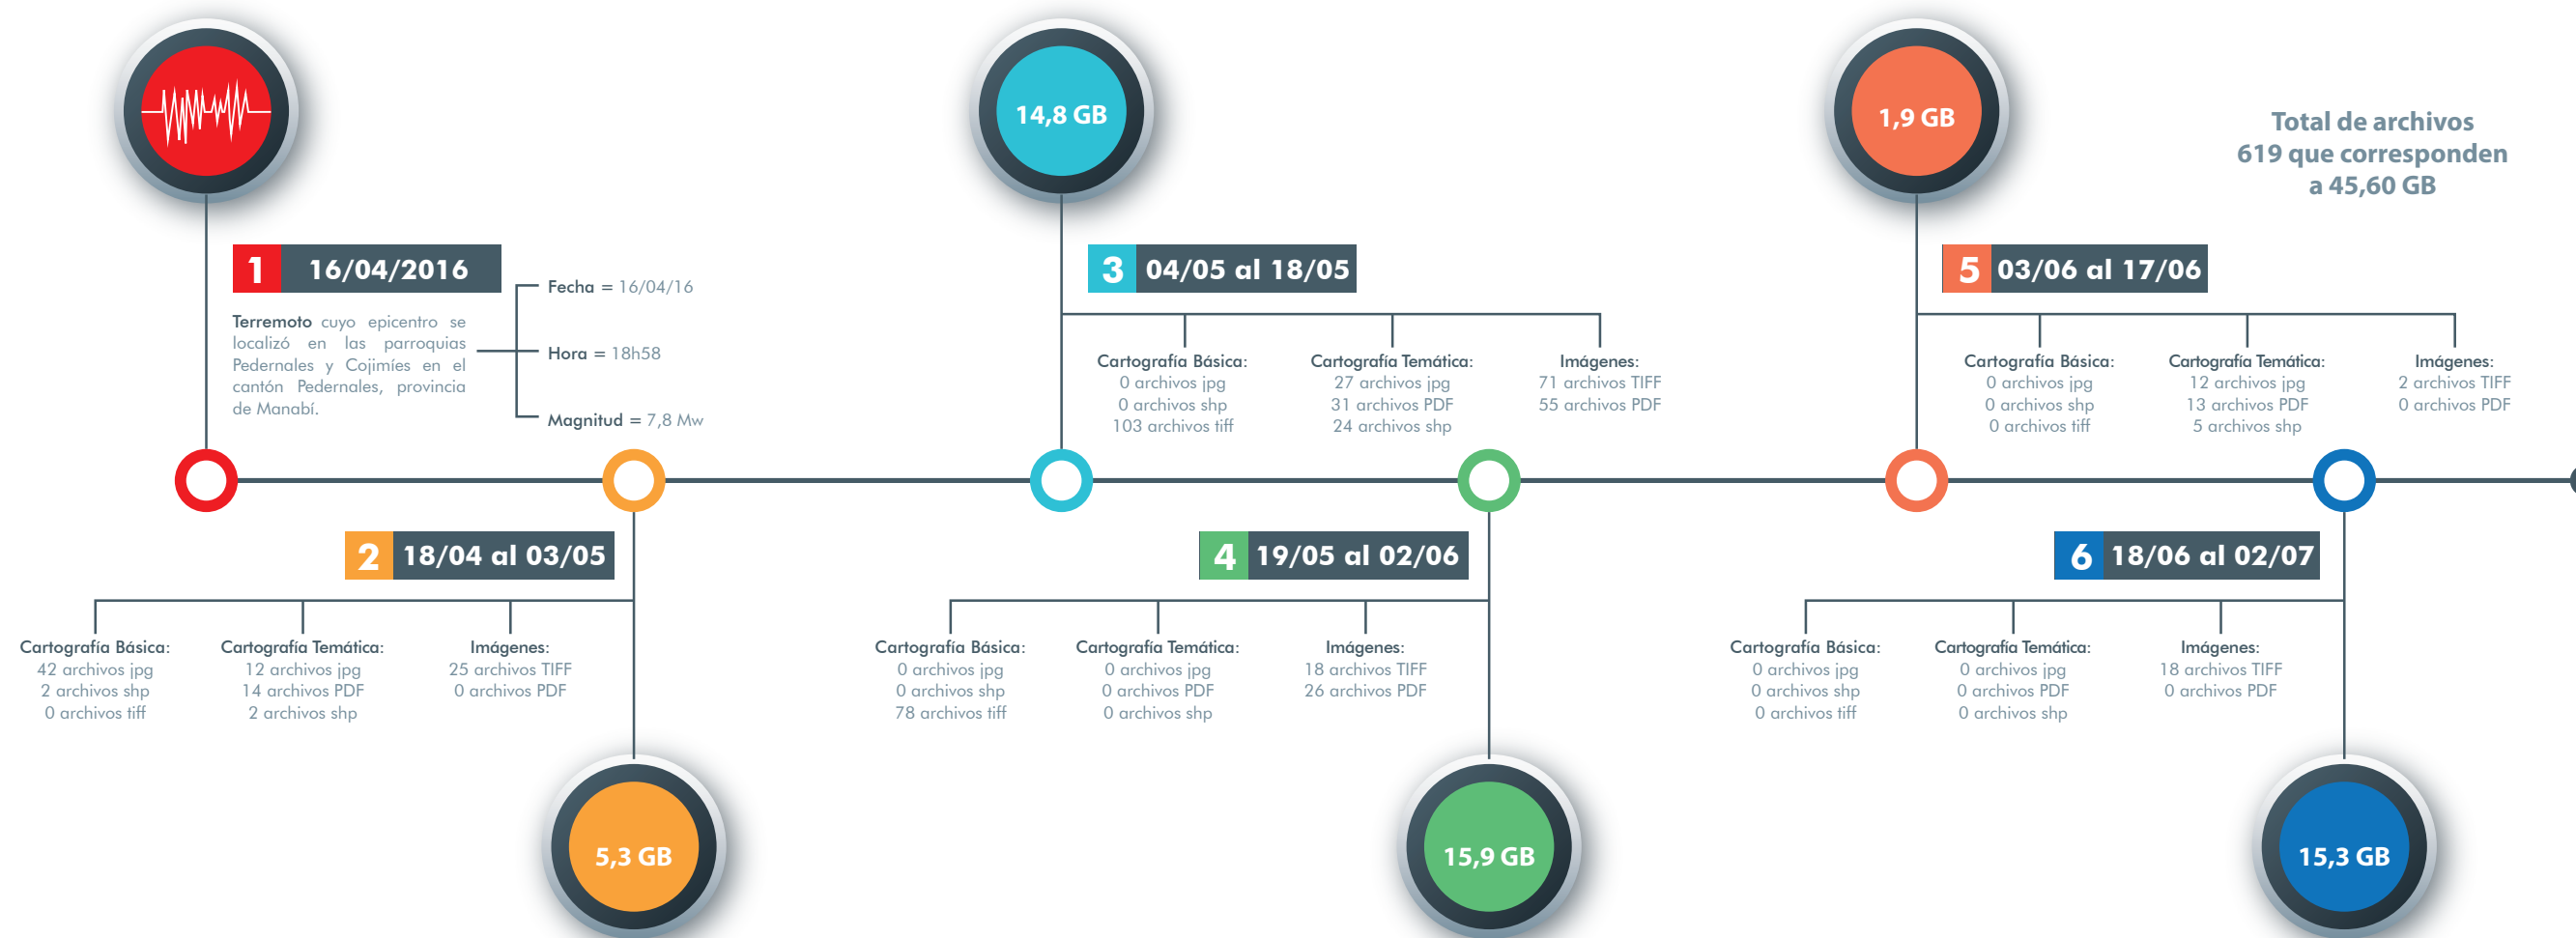 1 16/04/2016
Terremoto cuyo epicentro se
localizó en las parroquias
Pedernales y Cojimíes en el
cantón Pedernales, provincia
de Manabí.
Fecha = 16/04/16
Hora = 18h58
Magnitud = 7,8 Mw
2 18/04 al 03/05
Cartografía Básica:
42 archivos jpg
2 archivos shp
0 archivos tiff
Cartografía Temática:
12 archivos jpg
14 archivos PDF
2 archivos shp
Imágenes:
25 archivos TIFF
0 archivos PDF
5,3 GB
14,8 GB
3 04/05 al 18/05
Cartografía Básica:
0 archivos jpg
0 archivos shp
103 archivos tiff
Cartografía Temática:
27 archivos jpg
31 archivos PDF
24 archivos shp
Imágenes:
71 archivos TIFF
55 archivos PDF
4 19/05 al 02/06
Cartografía Básica:
0 archivos jpg
0 archivos shp
78 archivos tiff
Cartografía Temática:
0 archivos jpg
0 archivos PDF
0 archivos shp
Imágenes:
18 archivos TIFF
26 archivos PDF
15,9 GB
1,9 GB
5 03/06 al 17/06
Cartografía Básica:
0 archivos jpg
0 archivos shp
0 archivos tiff
Cartografía Temática:
12 archivos jpg
13 archivos PDF
5 archivos shp
Imágenes:
2 archivos TIFF
0 archivos PDF
6 18/06 al 02/07
Cartografía Básica:
0 archivos jpg
0 archivos shp
0 archivos tiff
Cartografía Temática:
0 archivos jpg
0 archivos PDF
0 archivos shp
Imágenes:
18 archivos TIFF
0 archivos PDF
15,3 GB
Total de archivos
619 que corresponden
a 45,60 GB